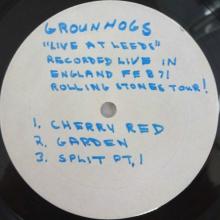 GROUNNOGS
"LIVE AT LEEDS"
RECORDED LIVE IN
ENGLAND FEB 71
ROLLING STONES TOUR!
1. CHERRY RED
2. GARDEN
3. SPLIT PT, 1